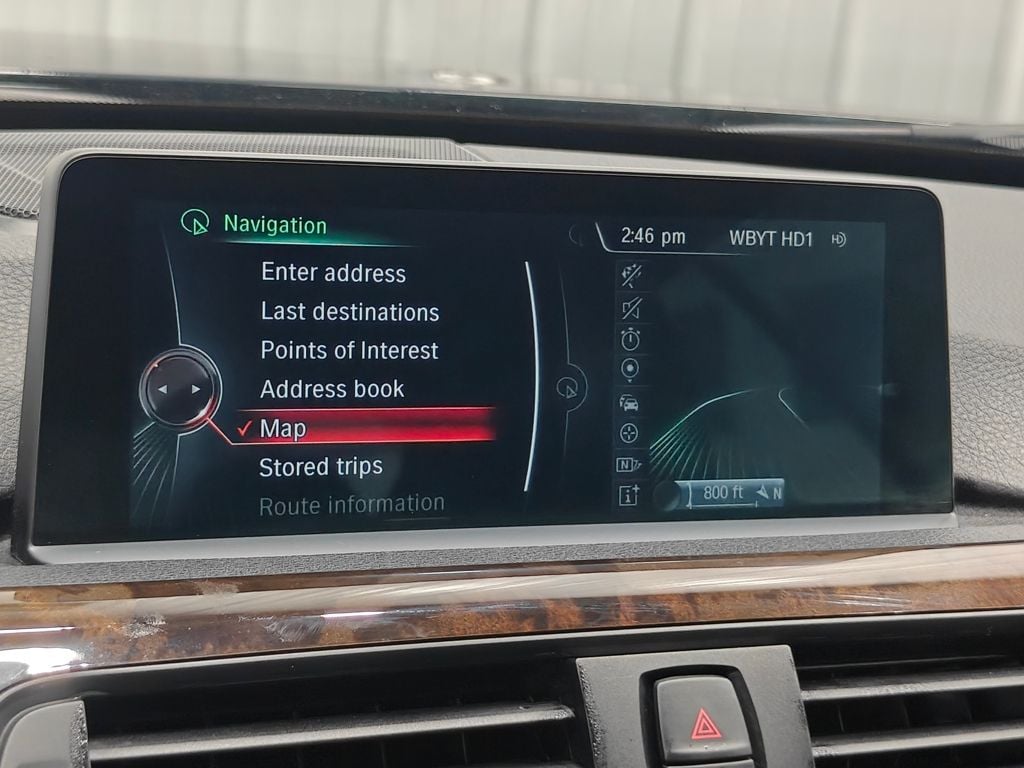 Navigation
2:46 pm WBYT HD1 HD
Enter address
Last destinations
Points of Interest
Address book
Map
Stored trips
Route information
N
i
800 ft N